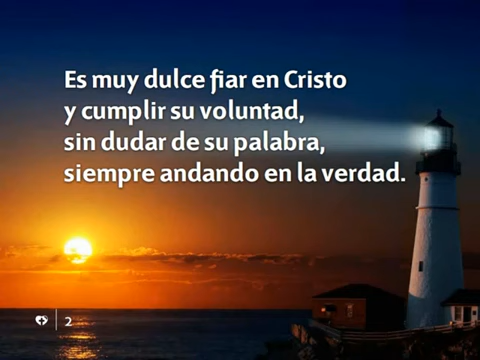 Es muy dulce fiar en Cristo
y cumplir su voluntad,
sin dudar de su palabra,
siempre andando en la verdad.
2